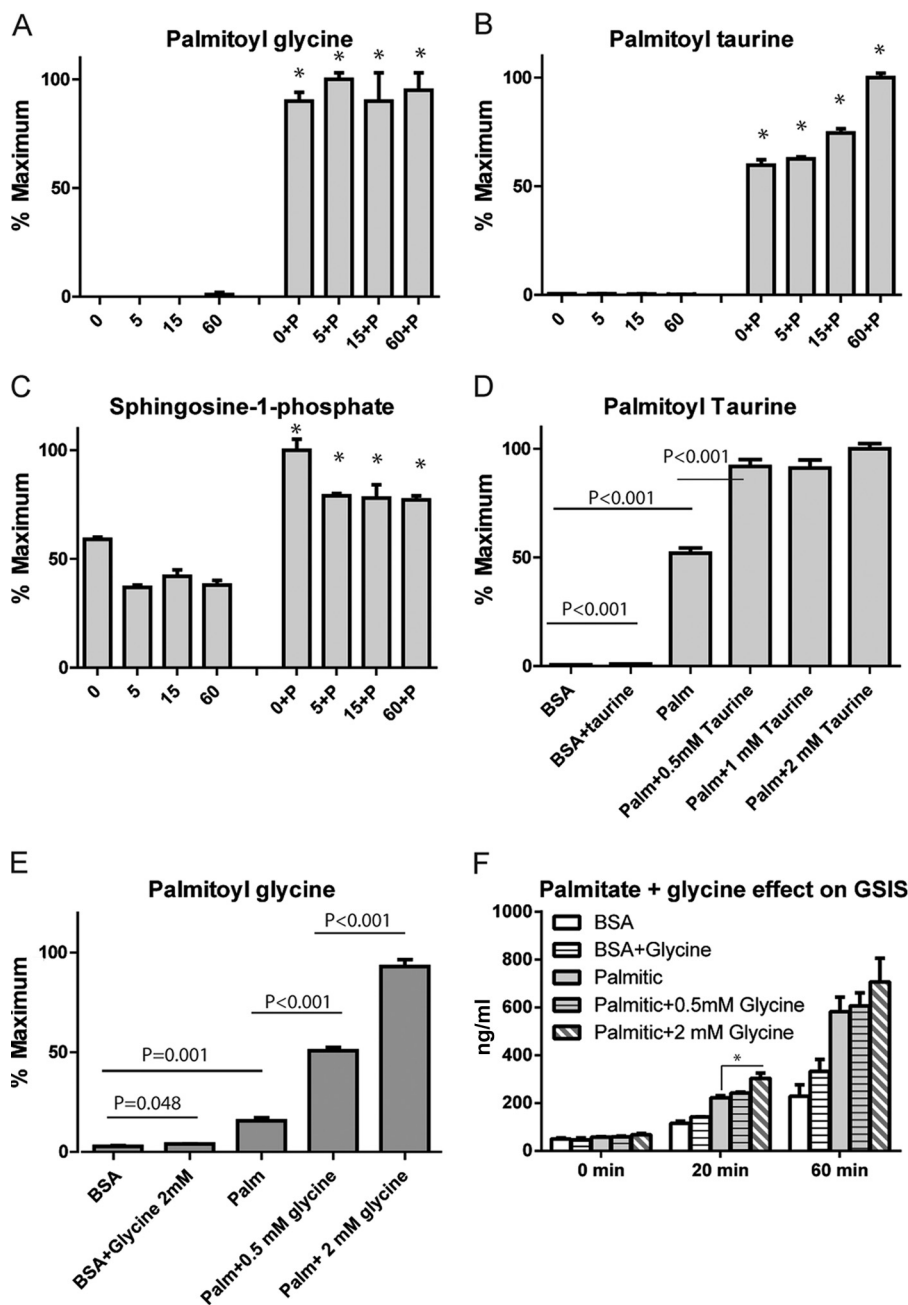 A
Palmitoyl glycine
% Maximum
100
50
0
0 5 15 60 0+P 5+P 15+P 60+P
* * * *
B
Palmitoyl taurine
% Maximum
100
50
0
0 5 15 60 0+P 5+P 15+P 60+P
* * * *
C
Sphingosine-1-phosphate
% Maximum
100
50
0
0 5 15 60 0+P 5+P 15+P 60+P
* * * *
D
Palmitoyl Taurine
% Maximum
100
50
0
P<0.001
P<0.001
P<0.001
BSA
BSA+taurine
Palm
Palm+0.5mM Taurine
Palm+1 mM Taurine
Palm+2 mM Taurine
E
Palmitoyl glycine
% Maximum
100
50
0
P<0.001
P<0.001
P=0.001
P=0.048
BSA
BSA+Glycine 2mM
Palm
Palm+0.5 mM glycine
Palm+ 2 mM glycine
F
Palmitate + glycine effect on GSIS
ng/ml
1000
800
600
400
200
0
BSA
BSA+Glycine
Palmitic
Palmitic+0.5mM Glycine
Palmitic+2 mM Glycine
*
0 min 20 min 60 min